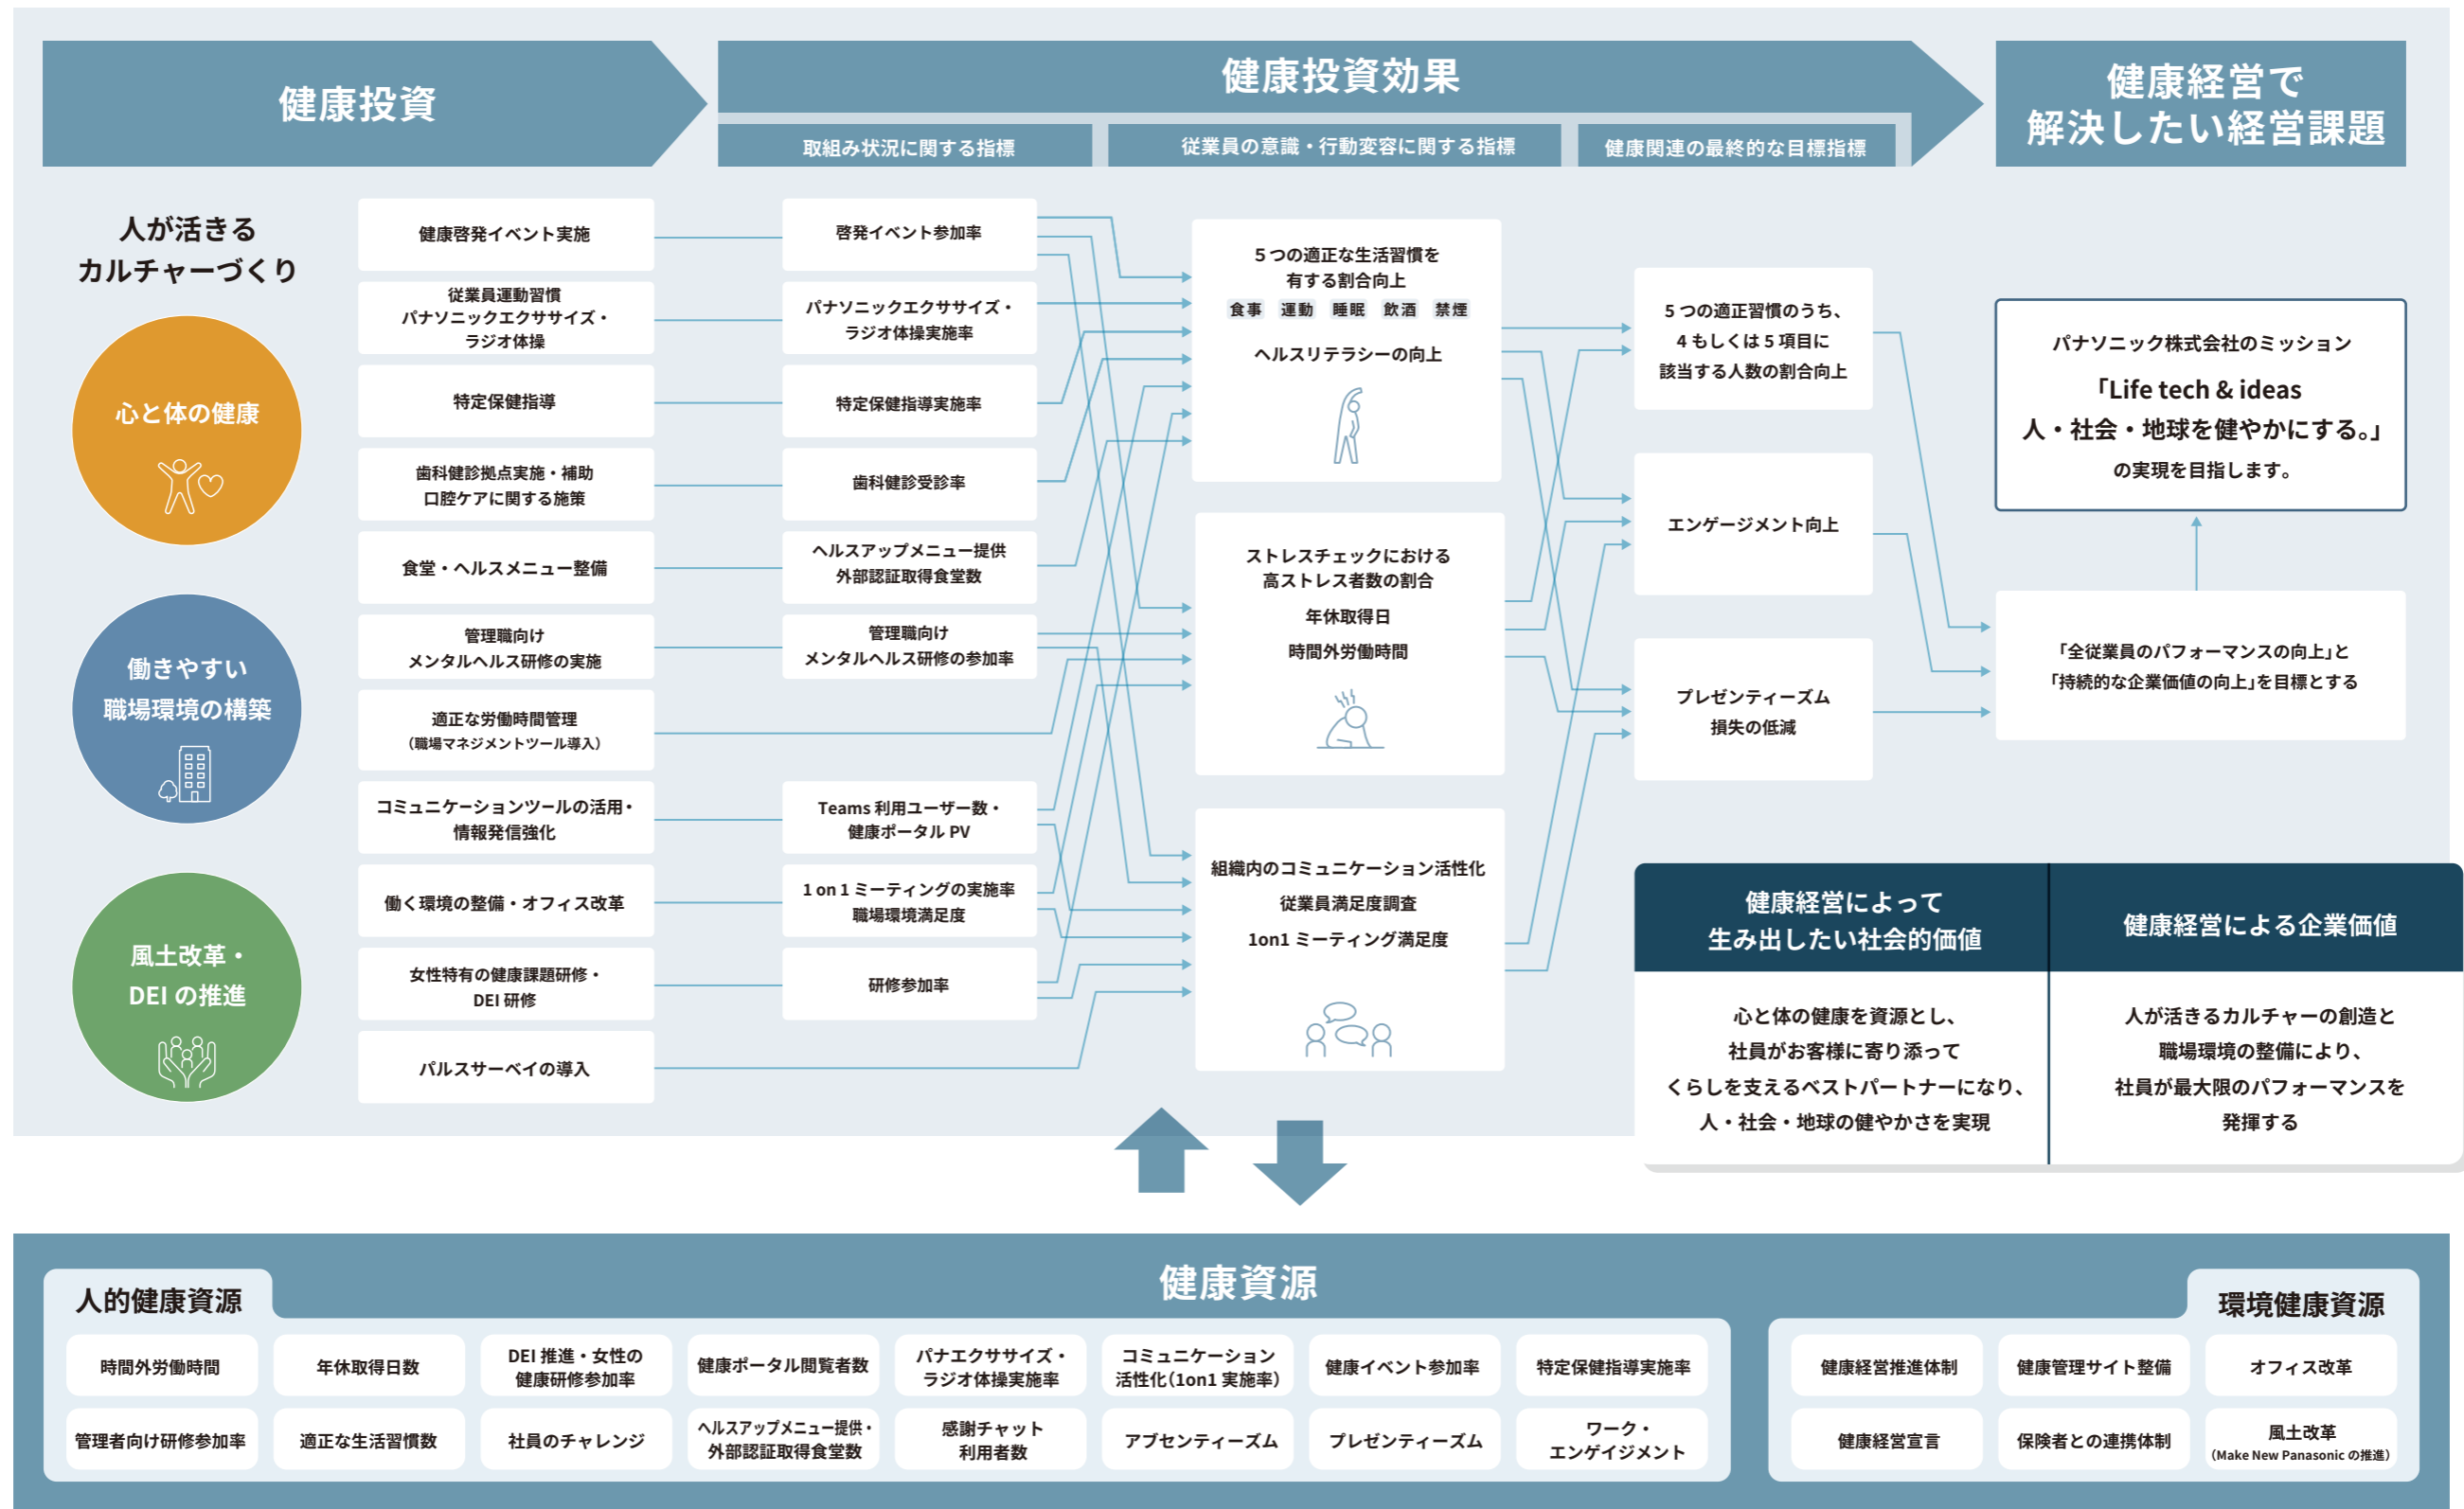 健康投資
健康投資効果
取組み状況に関する指標
従業員の意識・行動変容に関する指標
健康関連の最終的な目標指標
健康経営で
解決したい経営課題
人が活きる
カルチャーづくり
心と体の健康
働きやすい
職場環境の構築
風土改革・
DEI の推進
健康啓発イベント実施
従業員運動習慣
パナソニックエクササイズ・
ラジオ体操
特定保健指導
歯科健診拠点実施・補助
口腔ケアに関する施策
食堂・ヘルスメニュー整備
管理職向け
メンタルヘルス研修の実施
適正な労働時間管理
（職場マネジメントツール導入）
コミュニケーションツールの活用・
情報発信強化
働く環境の整備・オフィス改革
女性特有の健康課題研修・
DEI 研修
パルスサーベイの導入
啓発イベント参加率
パナソニックエクササイズ・
ラジオ体操実施率
特定保健指導実施率
歯科健診受診率
ヘルスアップメニュー提供
外部認証取得食堂数
管理職向け
メンタルヘルス研修の参加率
Teams 利用ユーザー数・
健康ポータル PV
1 on 1 ミーティングの実施率
職場環境満足度
研修参加率
5 つの適正な生活習慣を
有する割合向上
食事 運動 睡眠 飲酒 禁煙
ヘルスリテラシーの向上
ストレスチェックにおける
高ストレス者数の割合
年休取得日
時間外労働時間
組織内のコミュニケーション活性化
従業員満足度調査
1on1 ミーティング満足度
5 つの適正習慣のうち、
4 もしくは 5 項目に
該当する人数の割合向上
エンゲージメント向上
プレゼンティーズム
損失の低減
パナソニック株式会社のミッション
「Life tech & ideas
人・社会・地球を健やかにする。」
の実現を目指します。
「全従業員のパフォーマンスの向上」と
「持続的な企業価値の向上」を目標とする
健康経営によって
生み出したい社会的価値
心と体の健康を資源とし、
社員がお客様に寄り添って
くらしを支えるベストパートナーになり、
人・社会・地球の健やかさを実現
健康経営による企業価値
人が活きるカルチャーの創造と
職場環境の整備により、
社員が最大限のパフォーマンスを
発揮する
健康資源
人的健康資源
時間外労働時間
年休取得日数
DEI 推進・女性の
健康研修参加率
健康ポータル閲覧者数
パナエクササイズ・
ラジオ体操実施率
コミュニケーション
活性化（1on1 実施率）
健康イベント参加率
特定保健指導実施率
管理者向け研修参加率
適正な生活習慣数
社員のチャレンジ
ヘルスアップメニュー提供・
外部認証取得食堂数
感謝チャット
利用者数
アブセンティーズム
プレゼンティーズム
ワーク・
エンゲイジメント
環境健康資源
健康経営推進体制
健康管理サイト整備
オフィス改革
健康経営宣言
保険者との連携体制
風土改革
（Make New Panasonic の推進）